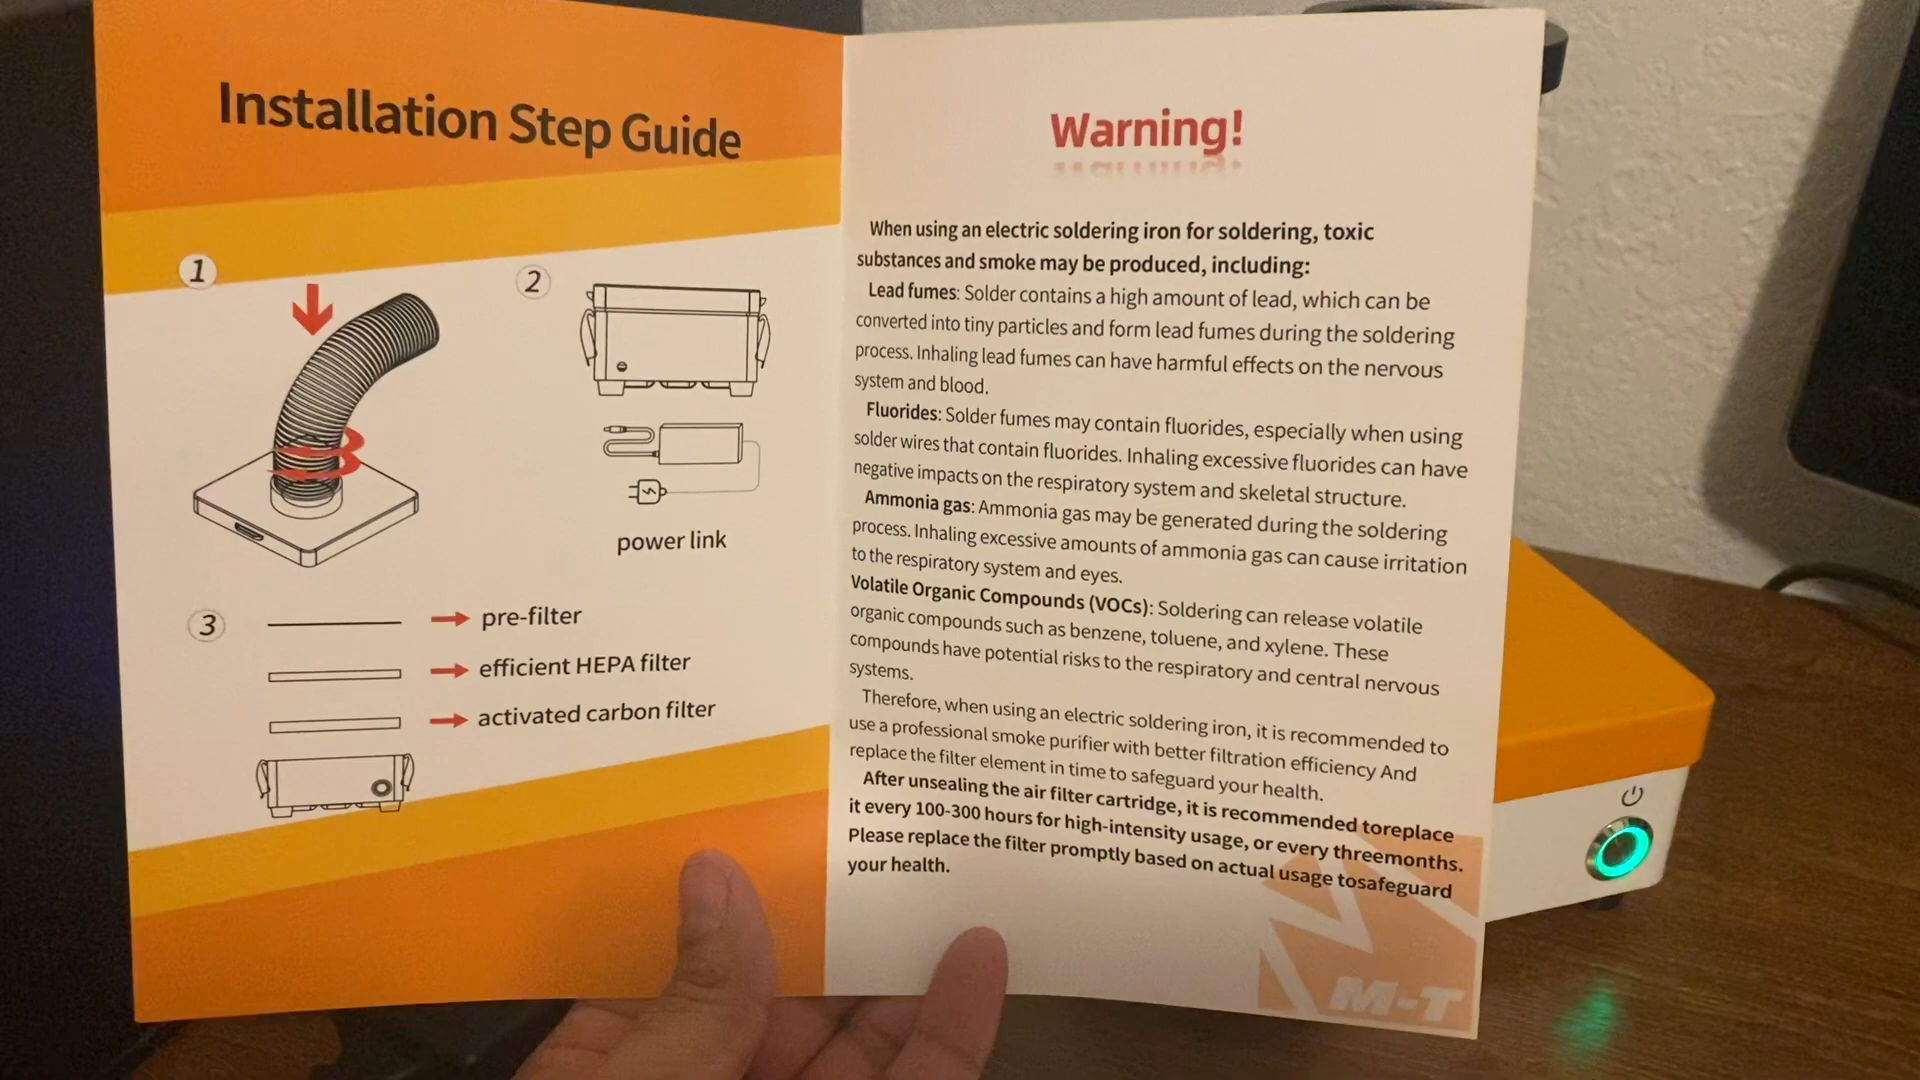 Installation Step Guide
1
2
power link
3
pre-filter
efficient HEPA filter
activated carbon filter
Warning!
When using an electric soldering iron for soldering, toxic
substances and smoke may be produced, including:
Lead fumes: Solder contains a high amount of lead, which can be
converted into tiny particles and form lead fumes during the soldering
process. Inhaling lead fumes can have harmful effects on the nervous
system and blood.
Fluorides: Solder fumes may contain fluorides, especially when using
solder wires that contain fluorides. Inhaling excessive fluorides can have
negative impacts on the respiratory system and skeletal structure.
Ammonia gas: Ammonia gas may be generated during the soldering
process. Inhaling excessive amounts of ammonia gas can cause irritation
to the respiratory system and eyes.
Volatile Organic Compounds (VOCs): Soldering can release volatile
organic compounds such as benzene, toluene, and xylene. These
compounds have potential risks to the respiratory and central nervous
systems.
Therefore, when using an electric soldering iron, it is recommended to
use a professional smoke purifier with better filtration efficiency And
replace the filter element in time to safeguard your health.
After unsealing the air filter cartridge, it is recommended toreplace
it every 100-300 hours for high-intensity usage, or every threemonths.
Please replace the filter promptly based on actual usage tosafeguard
your health.
M-T